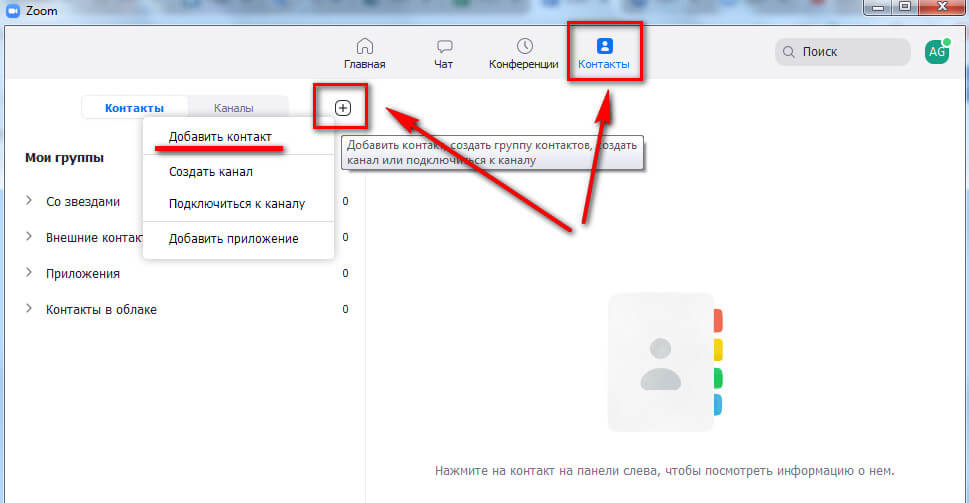 Zoom
Главная
Чат
Конференции
Контакты
Поиск
AG
Контакты
Каналы
Добавить контакт
Добавить контакт, создать группу контактов, создать
канал или подключиться к каналу
Мои группы
Создать канал
Со звездами
0
Подключиться к каналу
Внешние контакт
0
Добавить приложение
Приложения
0
Контакты в облаке
0
Нажмите на контакт на панели слева, чтобы посмотреть информацию о нем.